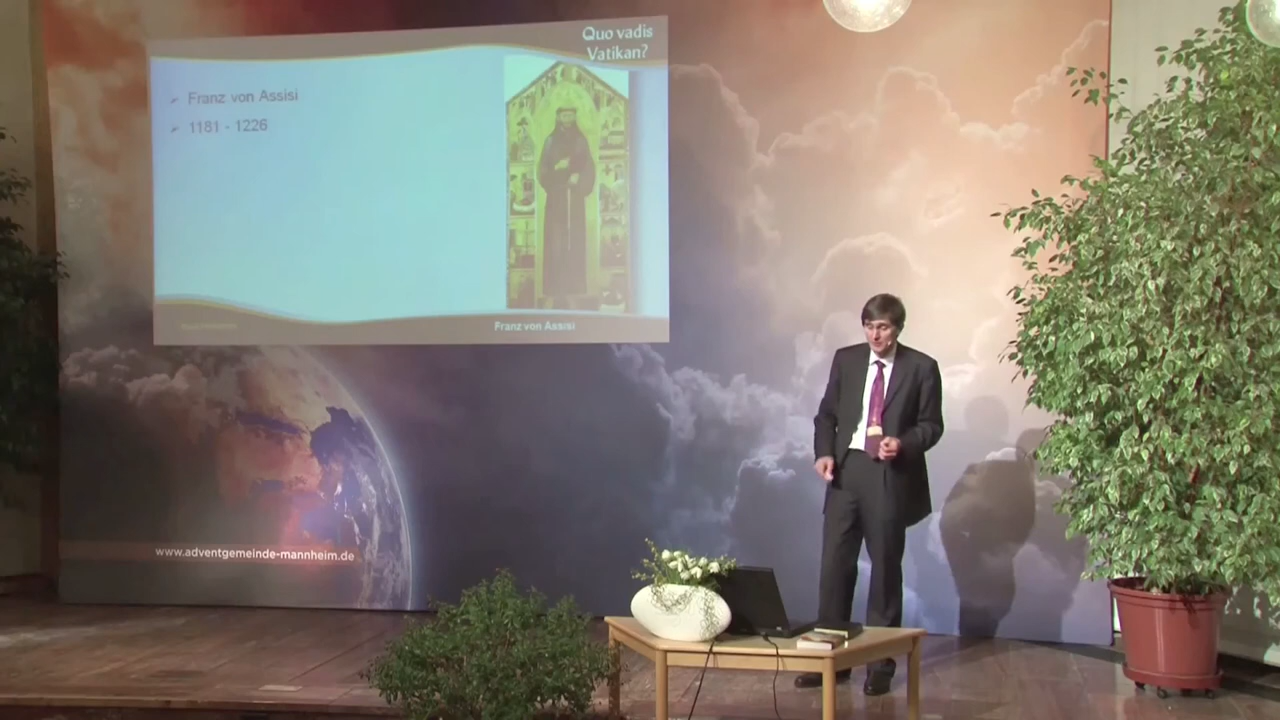 Quo vadis
Vatikan?
Franz von Assisi
1181 - 1226
Franz von Assisi
www.adventgemeinde-mannheim.de